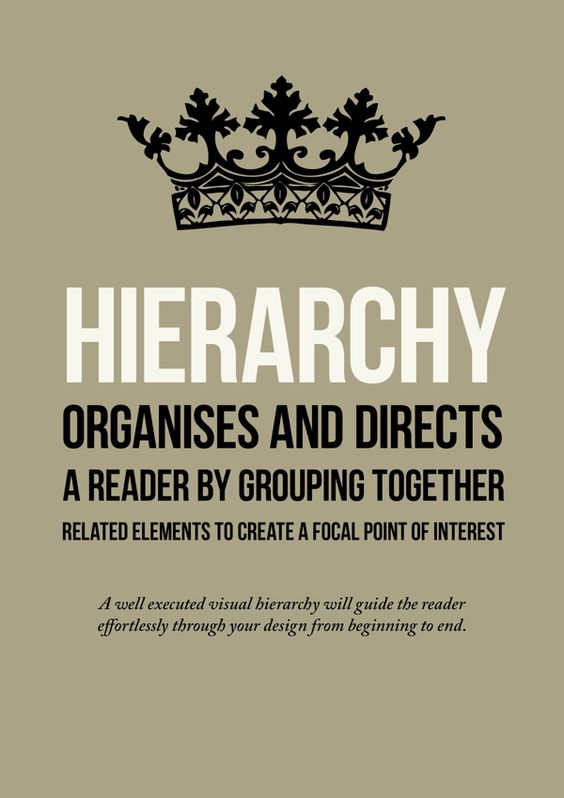 HIERARCHY
ORGANISES AND DIRECTS
A READER BY GROUPING TOGETHER
RELATED ELEMENTS TO CREATE A FOCAL POINT OF INTEREST
A well executed visual hierarchy will guide the reader
effortlessly through your design from beginning to end.